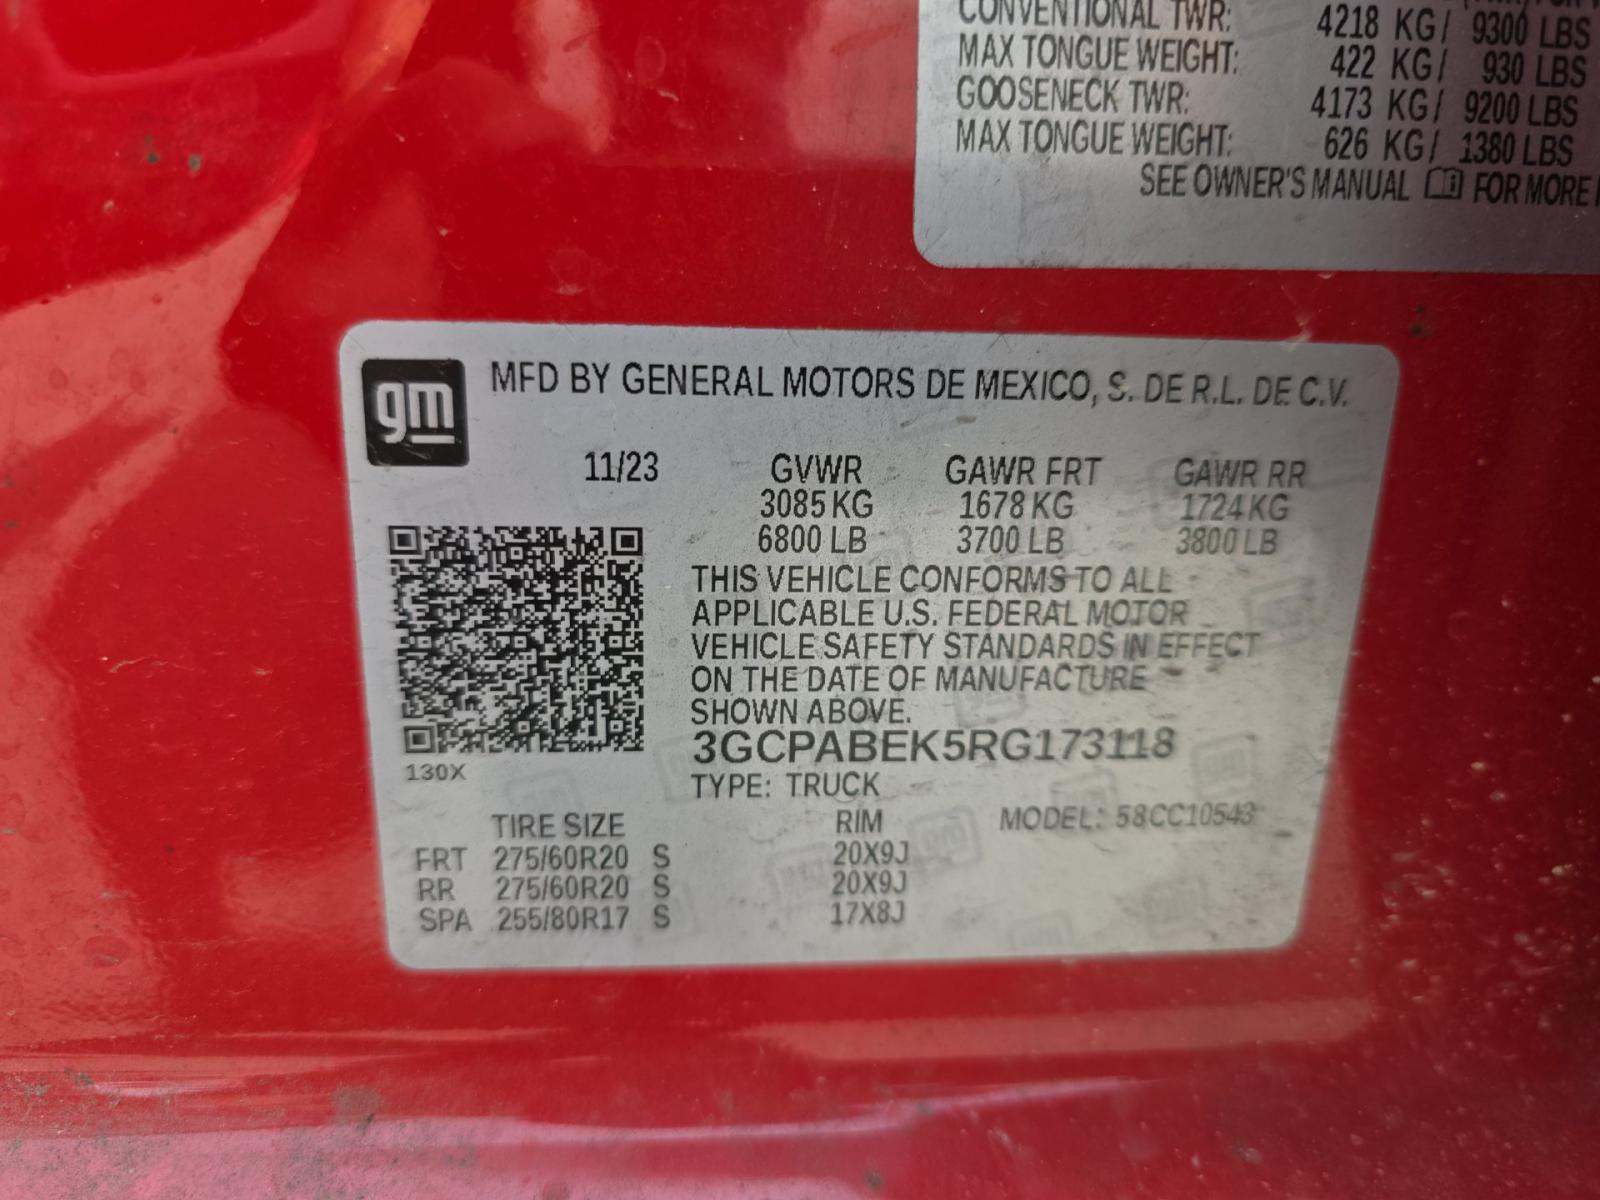 CONVENTIONAL TWR: 4218 KG/ 9300 LBS
MAX TONGUE WEIGHT: 422 KG/ 930 LBS
GOOSENECK TWR: 4173 KG/ 9200 LBS
MAX TONGUE WEIGHT: 626 KG/ 1380 LBS
SEE OWNER'S MANUAL FOR MORE
gm
MFD BY GENERAL MOTORS DE MEXICO, S. DE R.L. DE C.V.
11/23 GVWR GAWR FRT GAWR RR
3085 KG 1678 KG 1724 KG
6800 LB 3700 LB 3800 LB
THIS VEHICLE CONFORMS TO ALL
APPLICABLE U.S. FEDERAL MOTOR
VEHICLE SAFETY STANDARDS IN EFFECT
ON THE DATE OF MANUFACTURE
SHOWN ABOVE.
3GCPABEK5RG173118
130X
TYPE: TRUCK
TIRE SIZE RIM MODEL: 58CC10543
FRT 275/60R20 S 20X9J
RR 275/60R20 S 20X9J
SPA 255/80R17 S 17X8J